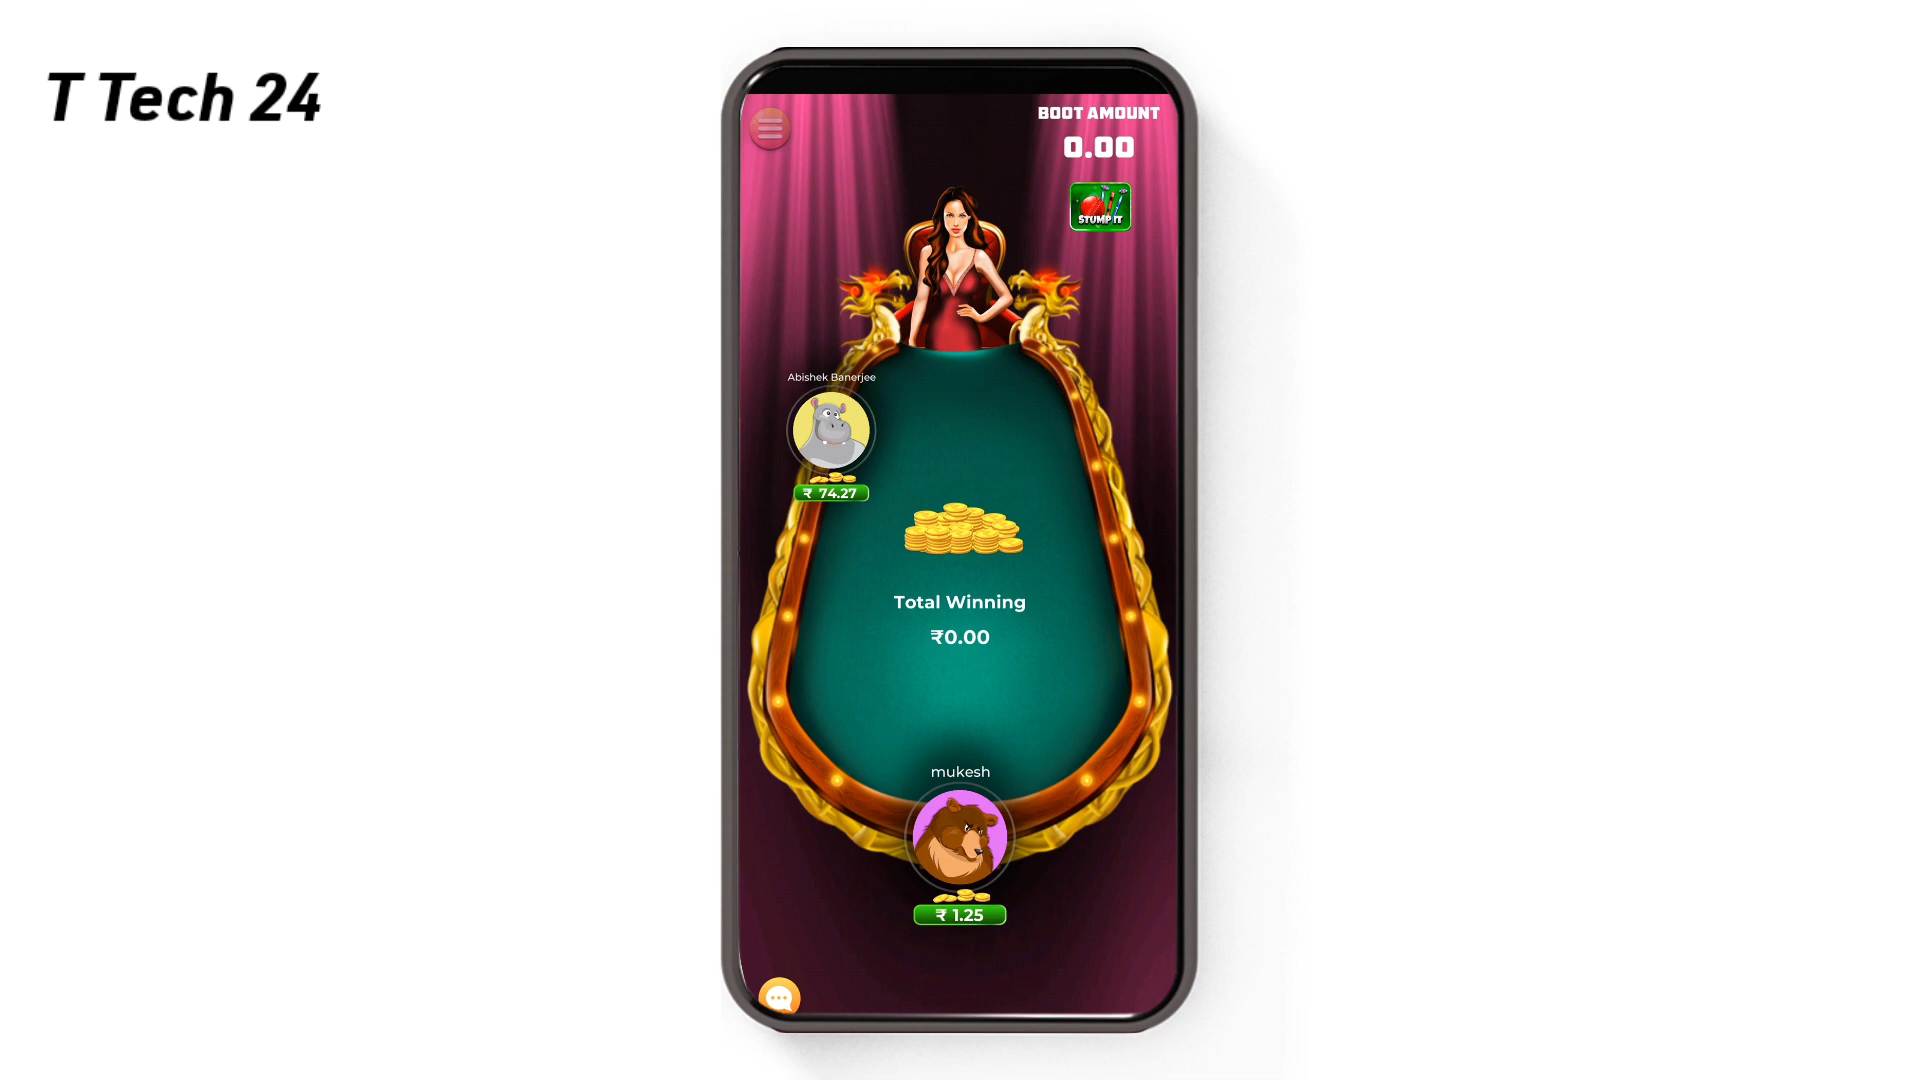 T Tech 24
BOOT AMOUNT
0.00
STUMP IT
Abishek Banerjee
₹ 74.27
Total Winning
₹0.00
mukesh
₹ 1.25